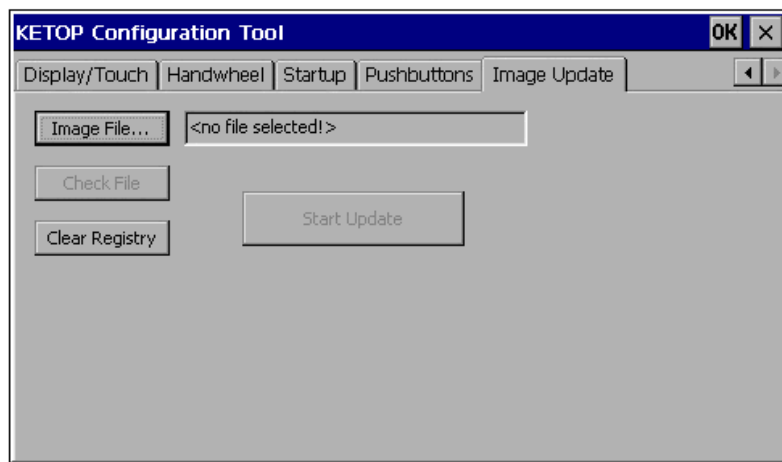 KETOP Configuration Tool OK
Display/Touch Handwheel Startup Pushbuttons Image Update
Image File... <no file selected!>
Check File
Start Update
Clear Registry